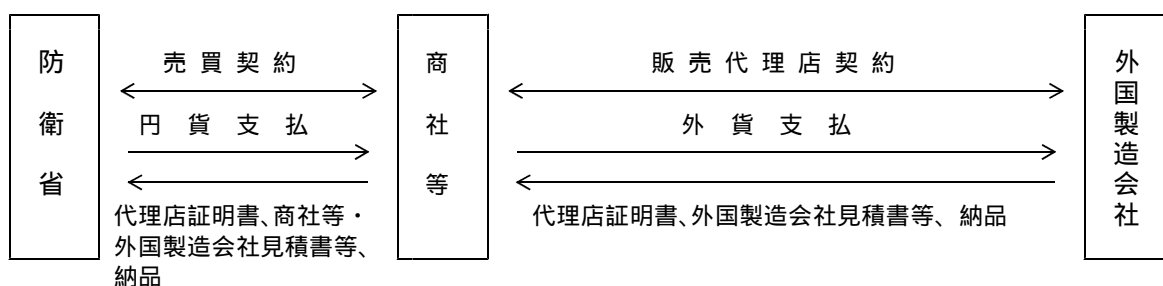 防衛省
売買契約
円貨支払
代理店証明書、商社等・
外国製造会社見積書等、
納品
商社等
販売代理店契約
外貨支払
代理店証明書、外国製造会社見積書等、納品
外国製造会社